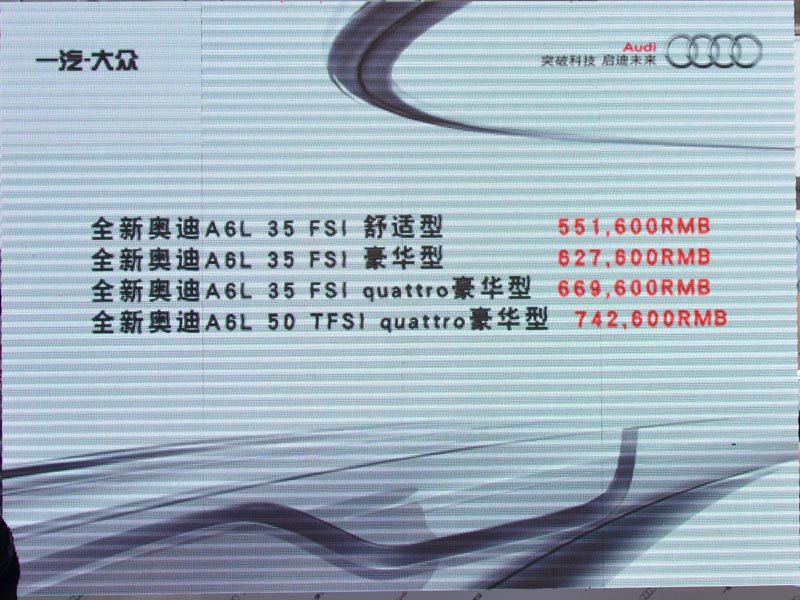 一汽-大众
Audi
突破科技 启迪未来
全新奥迪A6L 35 FSI 舒适型 551,600RMB
全新奥迪A6L 35 FSI 豪华型 627,600RMB
全新奥迪A6L 35 FSI quattro豪华型 669,600RMB
全新奥迪A6L 50 TFSI quattro豪华型 742,600RMB